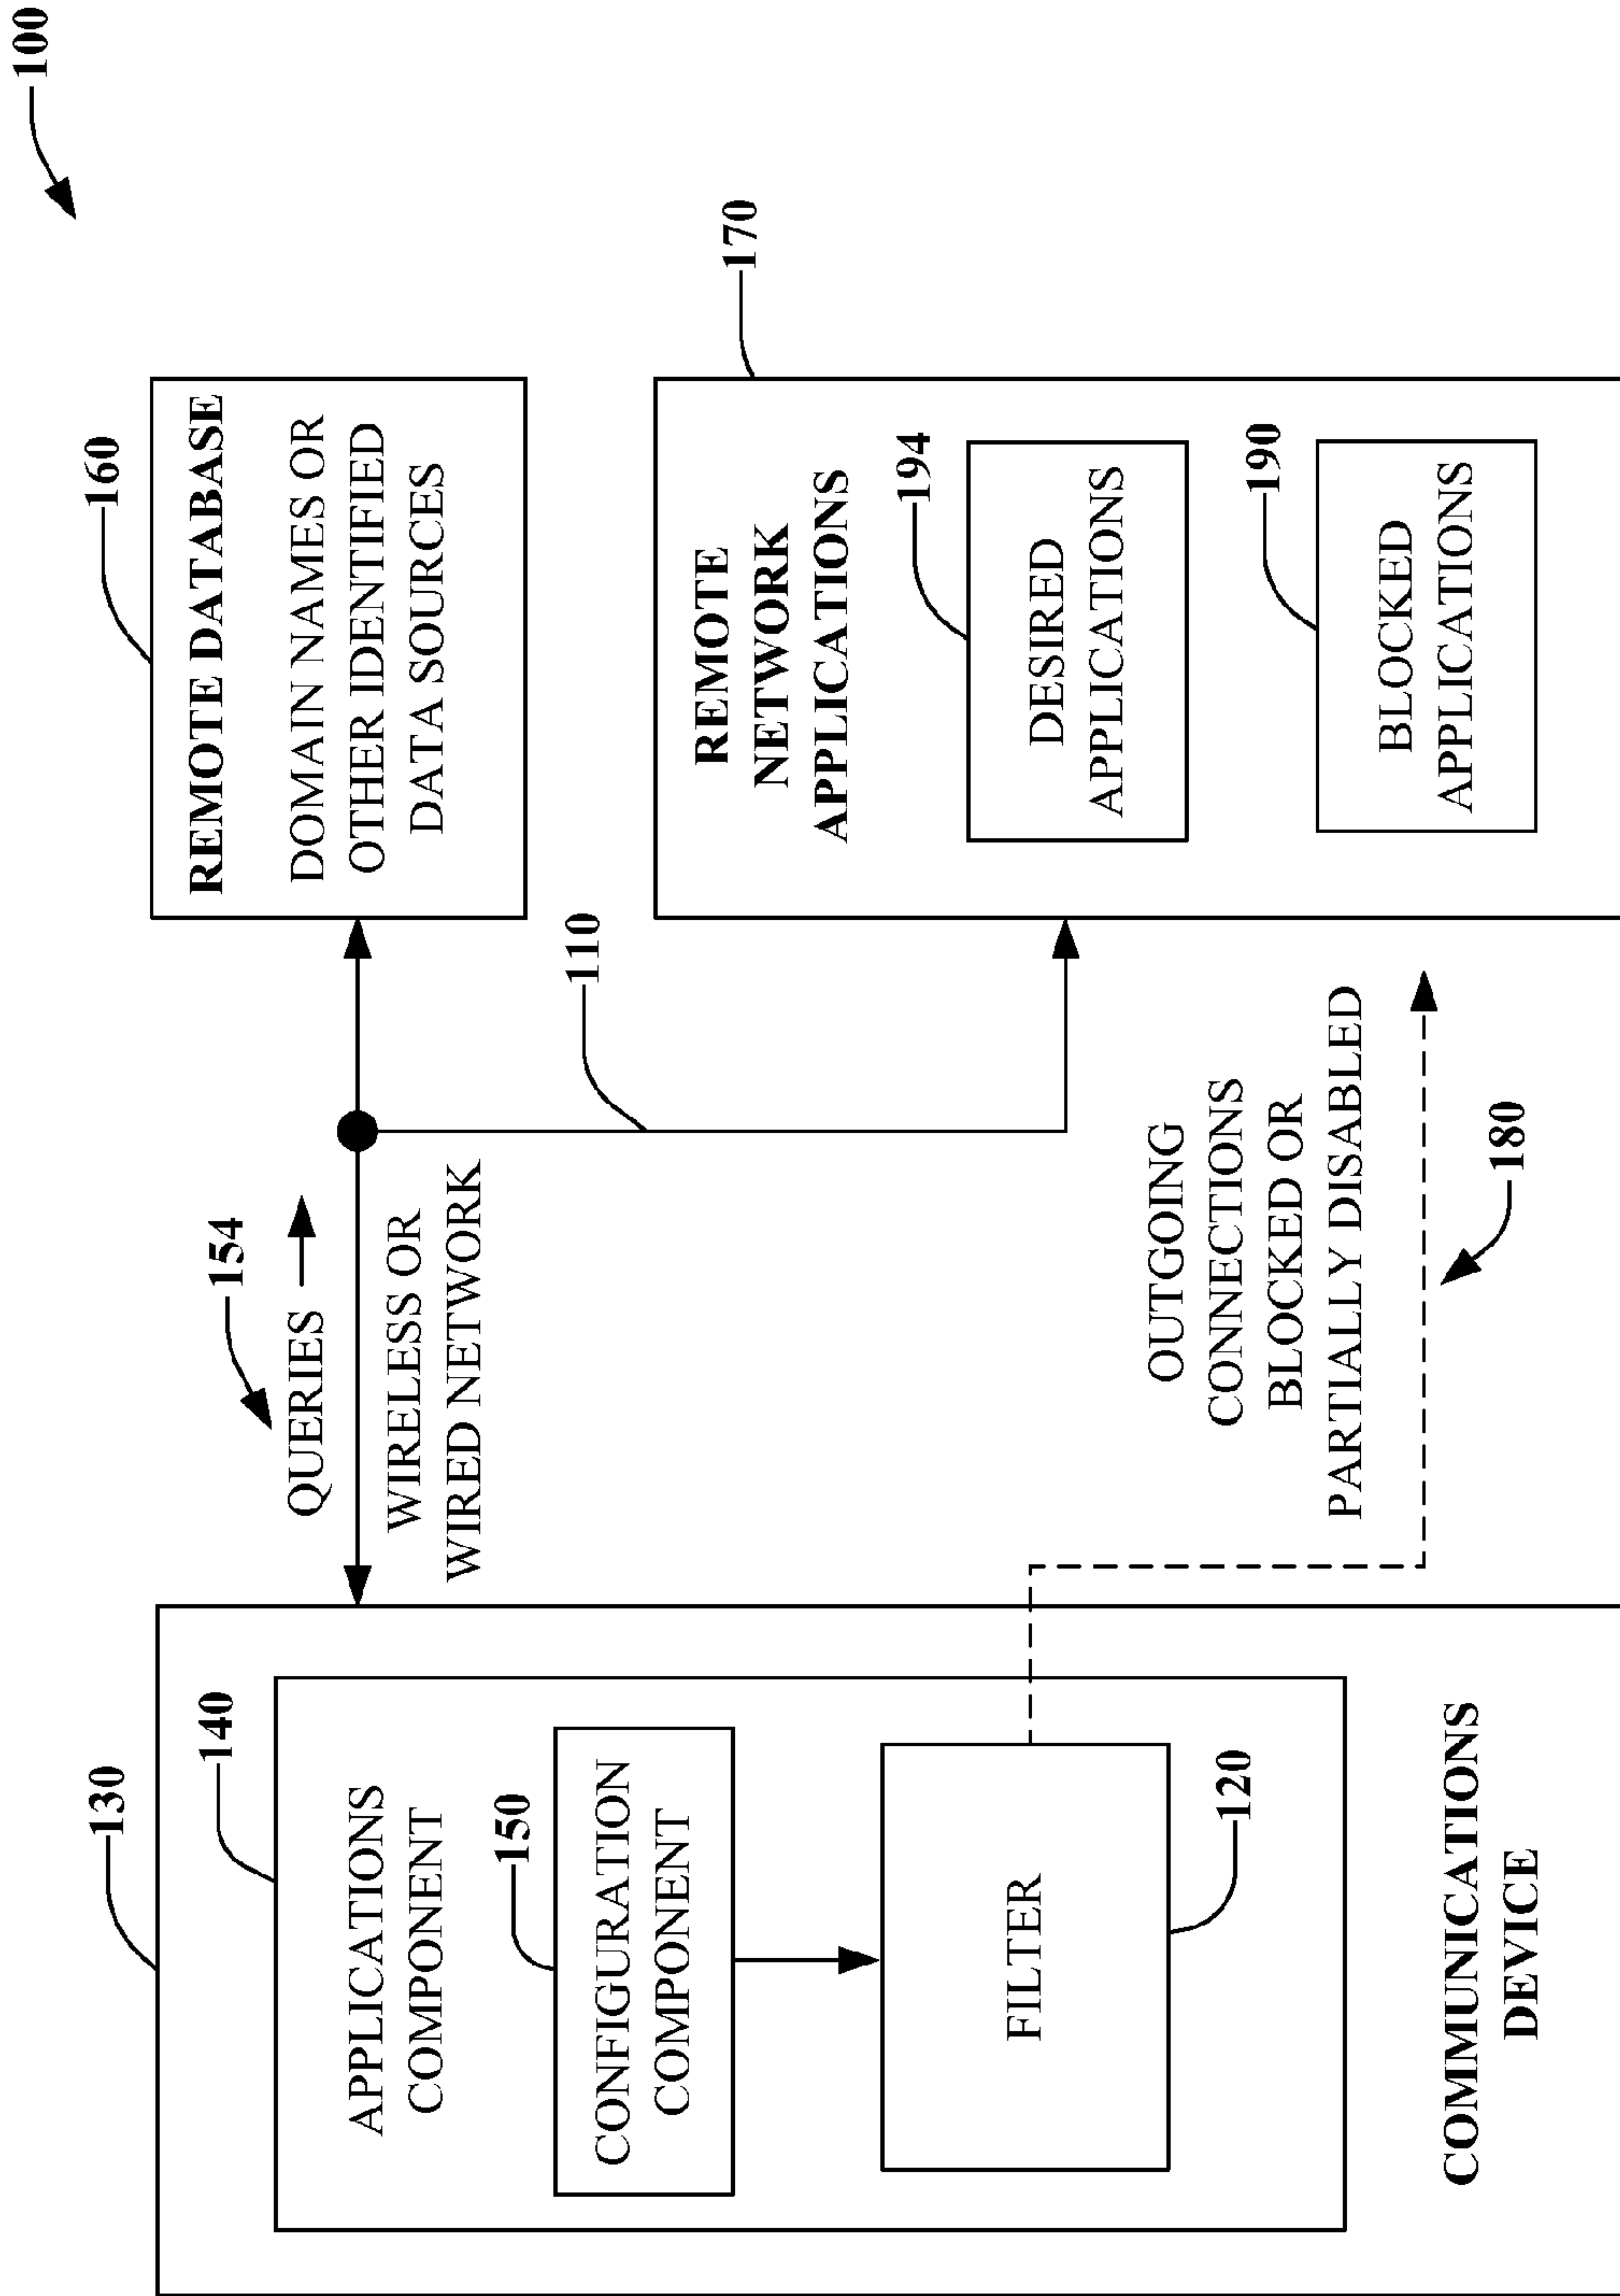 100
130
140
APPLICATIONS
COMPONENT
150
CONFIGURATION
COMPONENT
FILTER
120
COMMUNICATIONS
DEVICE
154
QUERIES
WIRELESS OR
WIRED NETWORK
110
OUTGOING
CONNECTIONS
BLOCKED OR
PARTIALLY DISABLED
180
160
REMOTE DATABASE
DOMAIN NAMES OR
OTHER IDENTIFIED
DATA SOURCES
170
REMOTE
NETWORK
APPLICATIONS
194
DESIRED
APPLICATIONS
190
BLOCKED
APPLICATIONS